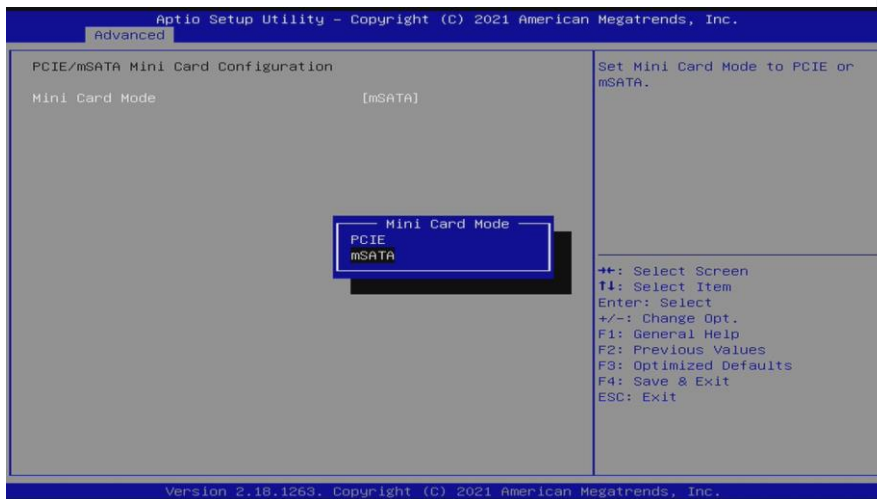 Aptio Setup Utility – Copyright (C) 2021 American Megatrends, Inc.
Advanced
PCIE/mSATA Mini Card Configuration
Mini Card Mode [mSATA]
Set Mini Card Mode to PCIE or
mSATA.
Mini Card Mode
PCIE
mSATA
→←: Select Screen
↑↓: Select Item
Enter: Select
+/-: Change Opt.
F1: General Help
F2: Previous Values
F3: Optimized Defaults
F4: Save & Exit
ESC: Exit
Version 2.18.1263. Copyright (C) 2021 American Megatrends, Inc.